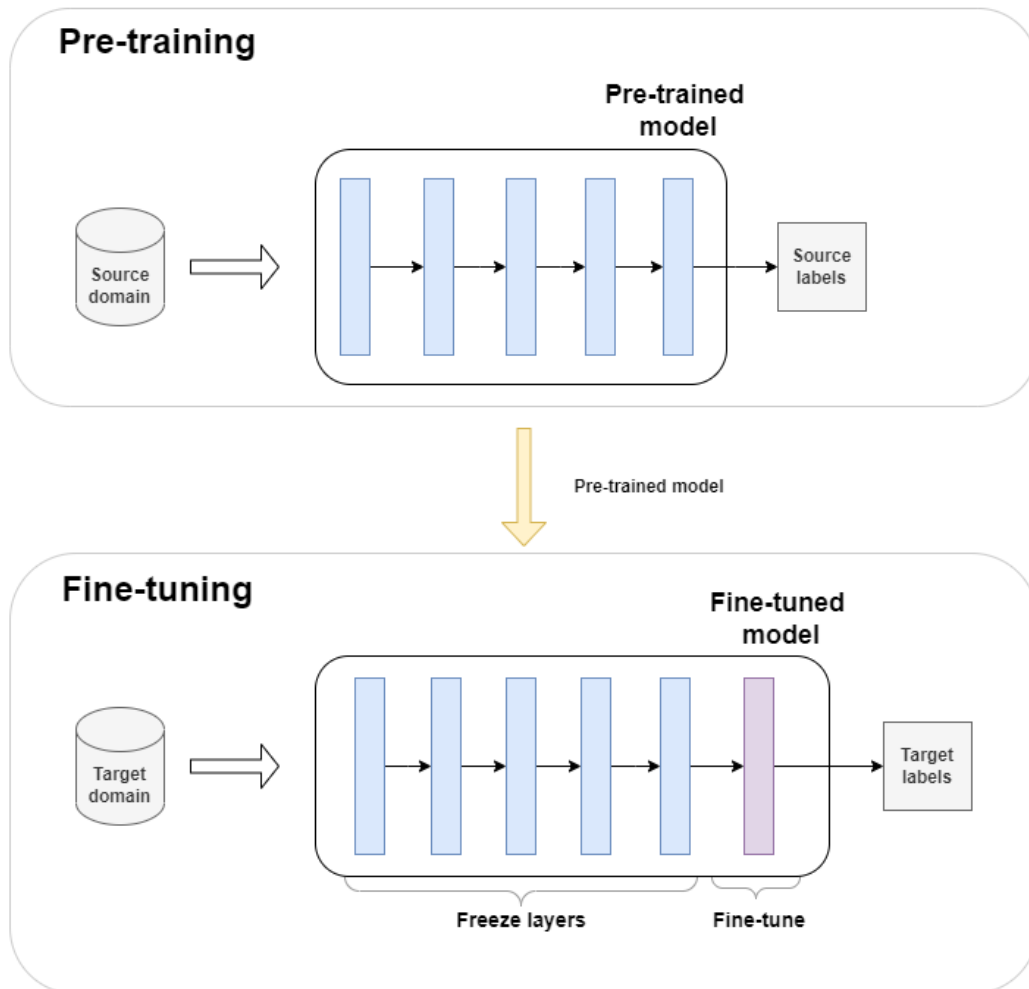 Pre-training
Pre-trained
model
Source
domain
Source
labels
Pre-trained model
Fine-tuning
Fine-tuned
model
Target
domain
Target
labels
Freeze layers
Fine-tune